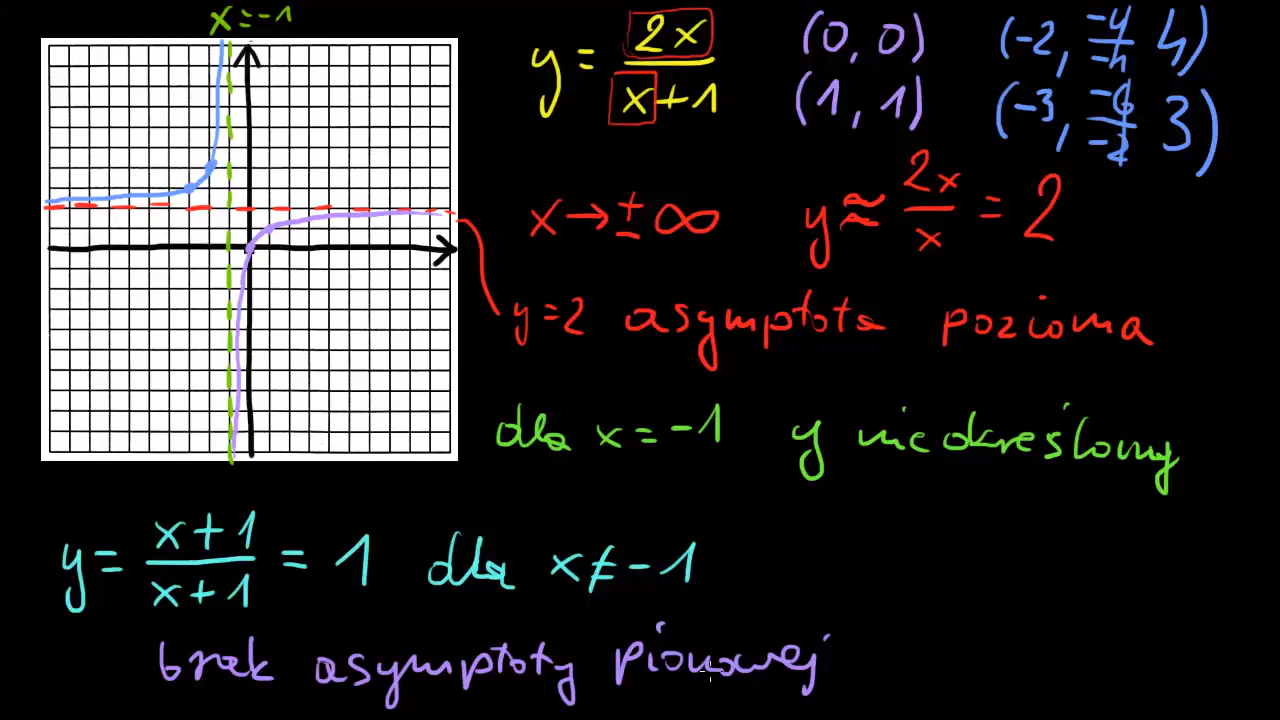 x=-1
y = 2x / x+1
(0, 0)
(1, 1)
(-2, -4/-1 4)
(-3, -6/-2 3)
x → ± ∞
y ≈ 2x / x = 2
y=2 asymptota pozioma
dla x = -1 y nieokreślony
y = x+1 / x+1 = 1 dla x ≠ -1
brak asymptoty pionowej